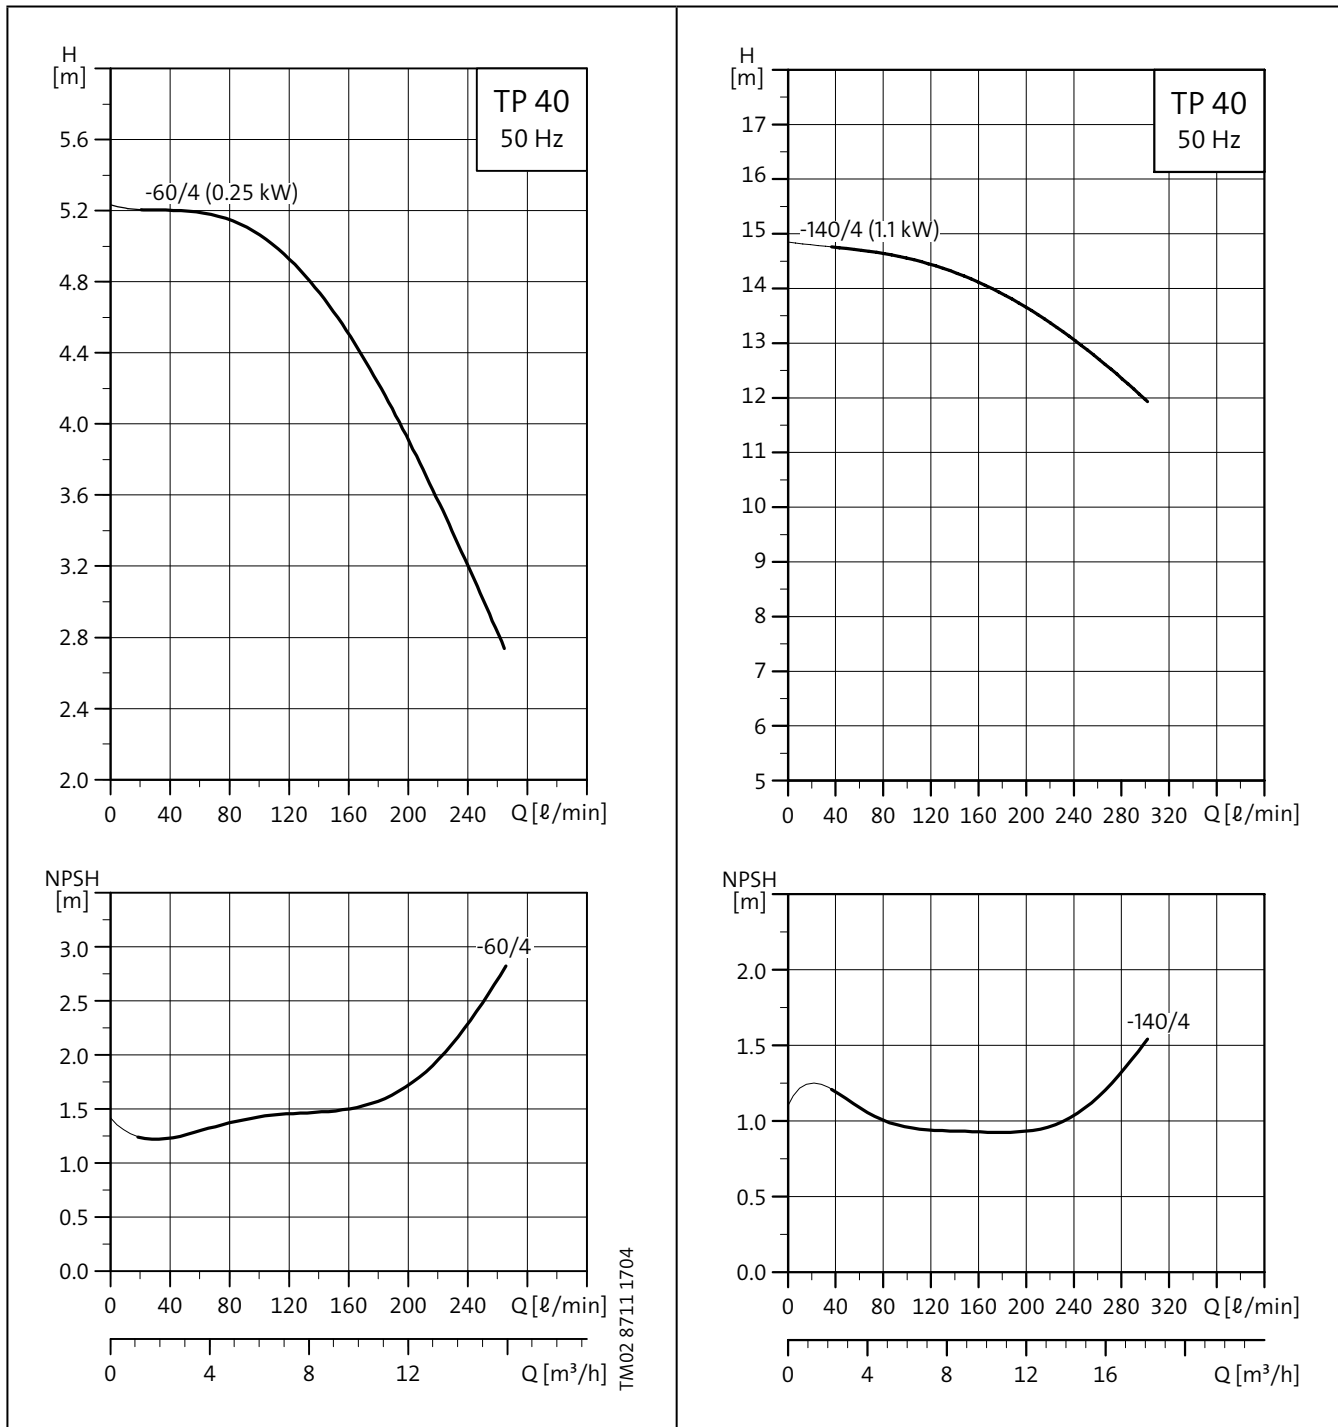 H
[m]
TP 40
50 Hz
5.6
-60/4 (0.25 kW)
5.2
4.8
4.4
4.0
3.6
3.2
2.8
2.4
2.0
0 40 80 120 160 200 240 Q [ℓ/min]
NPSH
[m]
-60/4
3.0
2.5
2.0
1.5
1.0
0.5
0.0
0 40 80 120 160 200 240 Q [ℓ/min]
0 4 8 12 Q [m³/h]
TM02 8711 1704
H
[m]
TP 40
50 Hz
17
16
15
-140/4 (1.1 kW)
14
13
12
11
10
9
8
7
6
5
0 40 80 120 160 200 240 280 320 Q [ℓ/min]
NPSH
[m]
2.0
-140/4
1.5
1.0
0.5
0.0
0 40 80 120 160 200 240 280 320 Q [ℓ/min]
0 4 8 12 16 Q [m³/h]